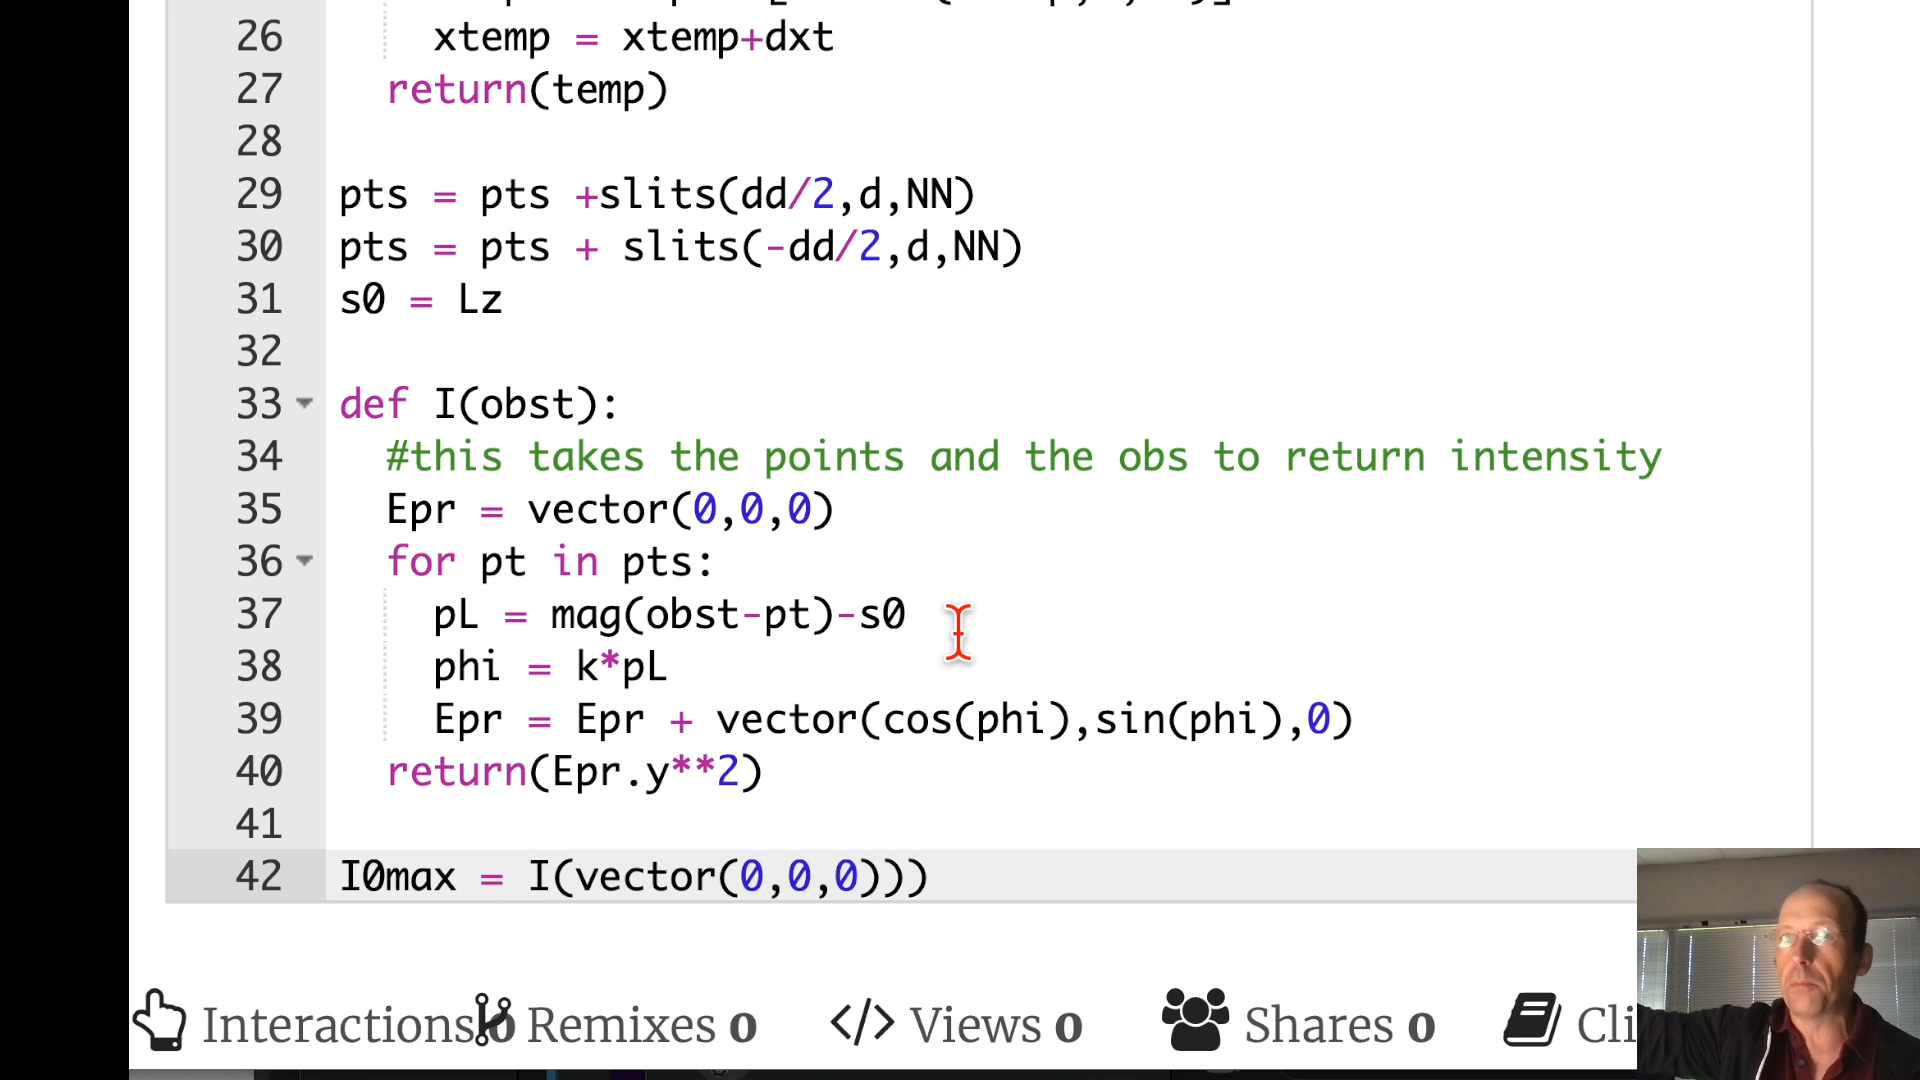 26 xtemp = xtemp+dxt
27 return(temp)
28
29 pts = pts +slits(dd/2,d,NN)
30 pts = pts + slits(-dd/2,d,NN)
31 s0 = Lz
32
33 def I(obst):
34 #this takes the points and the obs to return intensity
35 Epr = vector(0,0,0)
36 for pt in pts:
37 pL = mag(obst-pt)-s0
38 phi = k*pL
39 Epr = Epr + vector(cos(phi),sin(phi),0)
40 return(Epr.y**2)
41
42 I0max = I(vector(0,0,0)))
Interactions 0 Remixes 0 </> Views 0 Shares 0 Cli